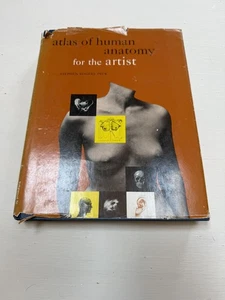 atlas of human
anatomy
for the artist